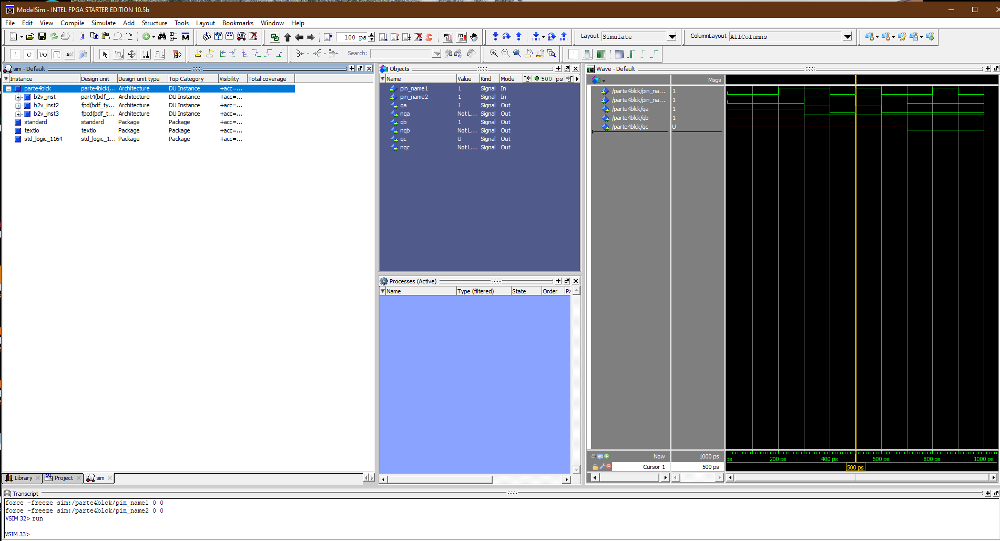 ModelSim - INTEL FPGA STARTER EDITION 10.5b
File Edit View Compile Simulate Add Structure Tools Layout Bookmarks Window Help
100 ps
Layout Simulate
ColumnLayout AllColumns
Search:
sim - Default
Instance Design unit Design unit type Top Category Visibility Total coverage
parte4blck parte4blck(... Architecture DU Instance +acc=...
b2v_inst part4(bdf_... Architecture DU Instance +acc=...
b2v_inst2 fpd(bdf_ty... Architecture DU Instance +acc=...
b2v_inst3 fpcd(bdf_t... Architecture DU Instance +acc=...
standard standard Package Package +acc=...
textio textio Package Package +acc=...
std_logic_1164 std_logic_1... Package Package +acc=...
Library Project sim
Objects
Name Value Kind Mode 500 ps
pin_name1 1 Signal In
pin_name2 1 Signal In
qa 1 Signal Out
nqa Not L... Signal Out
qb 1 Signal Out
nqb Not L... Signal Out
qc U Signal Out
nqc Not L... Signal Out
Processes (Active)
Name Type (filtered) State Order Pa
Wave - Default
Msgs
/parte4blck/pin_na... 1
/parte4blck/pin_na... 1
/parte4blck/qa 1
/parte4blck/qb 1
/parte4blck/qc U
Now 1000 ps
ps 200 ps 400 ps 600 ps 800 ps 1000 ps
Cursor 1 500 ps
500 ps
Transcript
force -freeze sim:/parte4blck/pin_name1 0 0
force -freeze sim:/parte4blck/pin_name2 0 0
VSIM 32> run
VSIM 33>